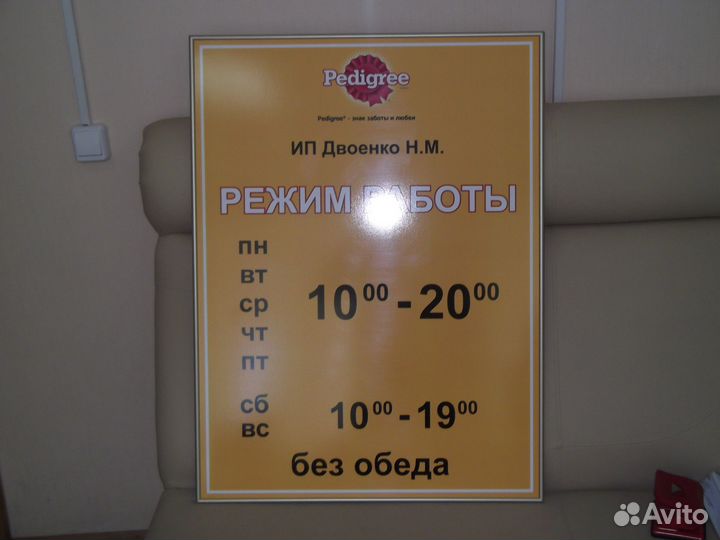 Pedigree
Pedigree® - знак заботы и любви
ИП Двоенко Н.М.
РЕЖИМ РАБОТЫ
пн
вт
ср
чт
пт
10⁰⁰ - 20⁰⁰
сб
вс
10⁰⁰ - 19⁰⁰
без обеда
Avito